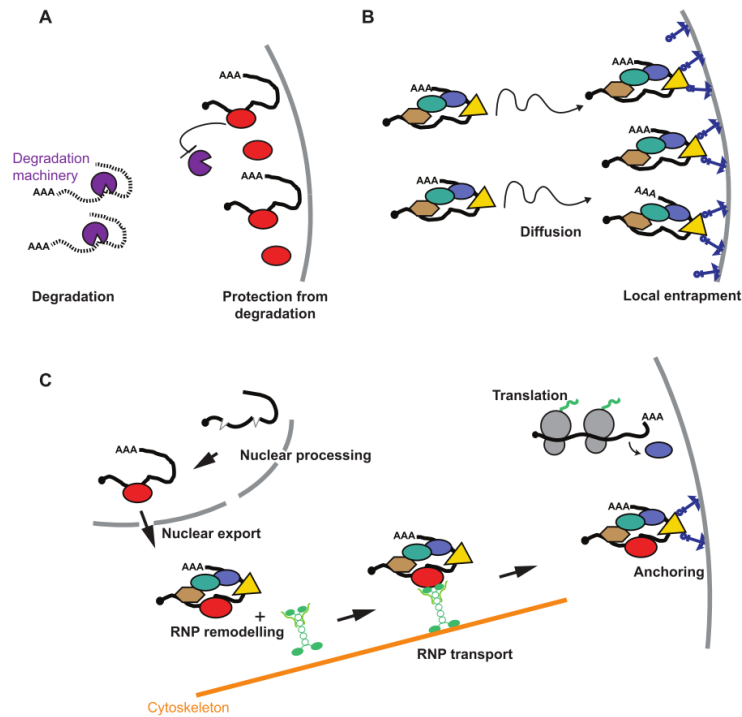 A
AAA
Degradation
machinery
AAA
AAA
AAA
Degradation
Protection from
degradation
B
AAA
AAA
AAA
AAA
AAA
Diffusion
Local entrapment
C
Translation
AAA
AAA
Nuclear processing
Nuclear export
AAA
AAA
AAA
Anchoring
+
RNP remodelling
RNP transport
Cytoskeleton